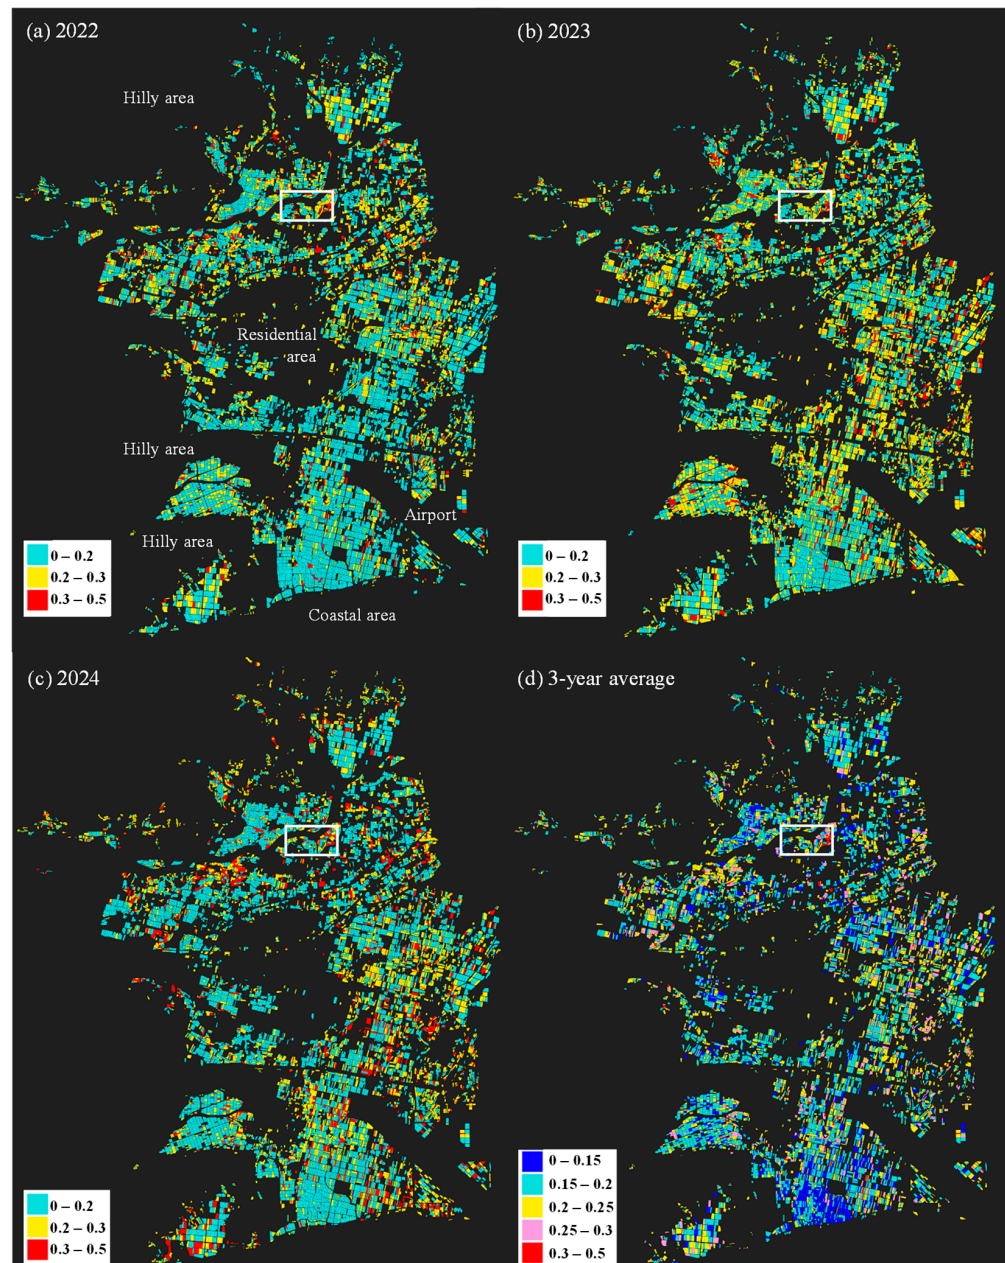 (a) 2022
Hilly area
Residential
area
Hilly area
Airport
Hilly area
0 – 0.2
0.2 – 0.3
0.3 – 0.5
Coastal area
(b) 2023
0 – 0.2
0.2 – 0.3
0.3 – 0.5
(c) 2024
0 – 0.2
0.2 – 0.3
0.3 – 0.5
(d) 3-year average
0 – 0.15
0.15 – 0.2
0.2 – 0.25
0.25 – 0.3
0.3 – 0.5